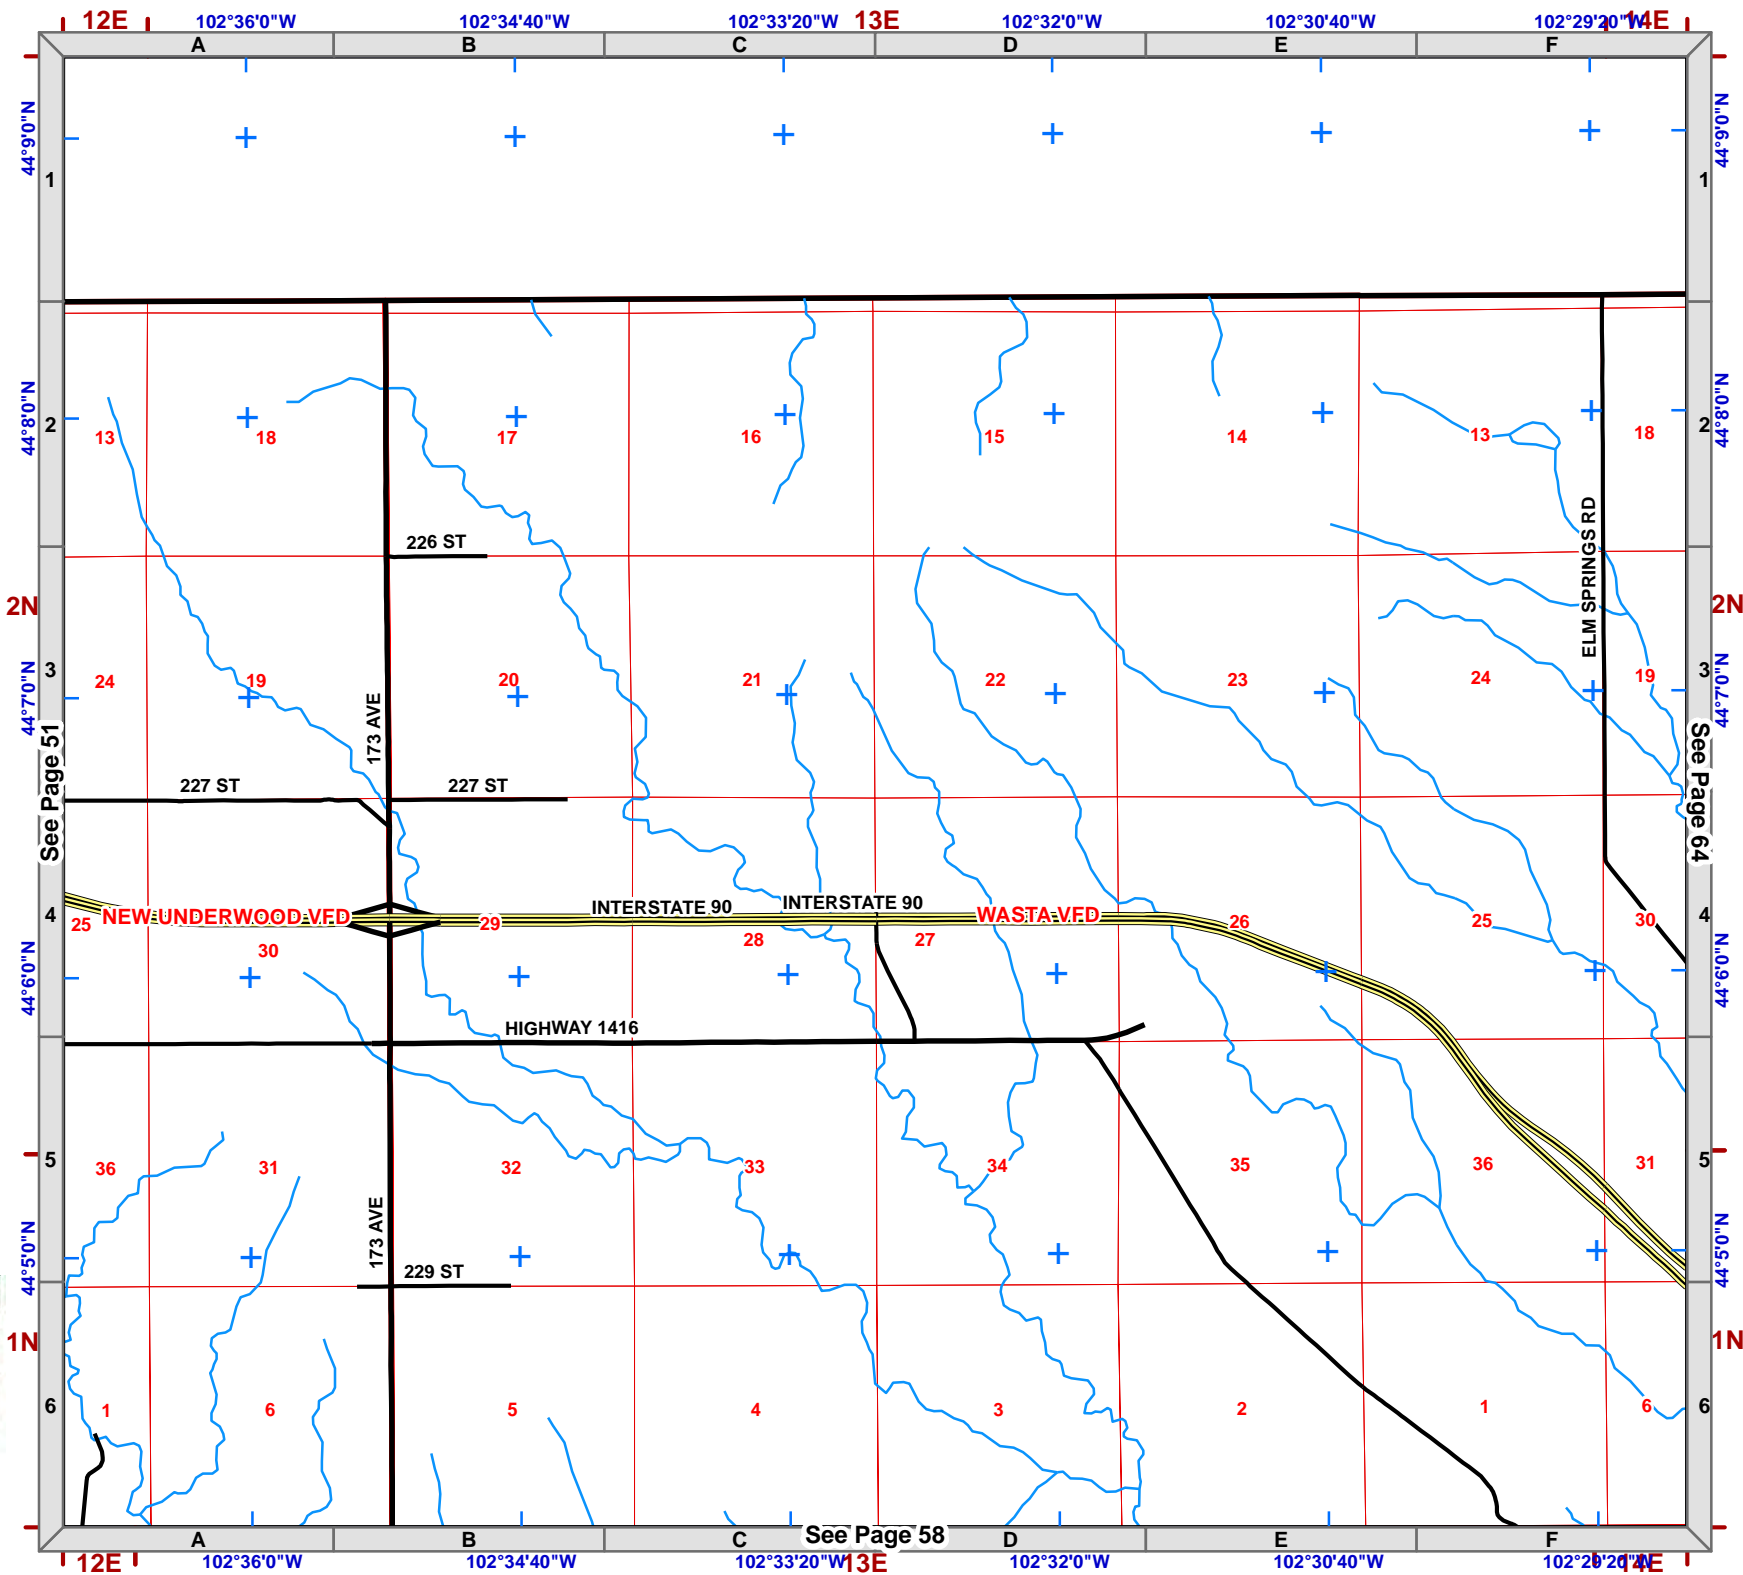 12E 102°36'0"W 102°34'40"W 102°33'20"W 13E 102°32'0"W 102°30'40"W 102°29'20"W 14E
A B C D E F
44°9'0"N 44°9'0"N
1 1
44°8'0"N 44°8'0"N
2 13 18 17 16 15 14 13 18 2
ELM SPRINGS RD
226 ST
2N 2N
3 24 19 20 21 22 23 24 19 3
44°7'0"N 44°7'0"N
173 AVE
See Page 51 See Page 64
227 ST 227 ST
INTERSTATE 90 INTERSTATE 90
4 25 NEW UNDERWOOD VFD 29 WASTA VFD 26 25 30 4
30 28 27
44°6'0"N 44°6'0"N
HIGHWAY 1416
5 36 31 32 33 34 35 36 31 5
173 AVE
44°5'0"N 44°5'0"N
229 ST
1N 1N
6 1 6 5 4 3 2 1 6 6
A B C See Page 58 D E F
12E 102°36'0"W 102°34'40"W 102°33'20"W 13E 102°32'0"W 102°30'40"W 102°29'20"W 14E